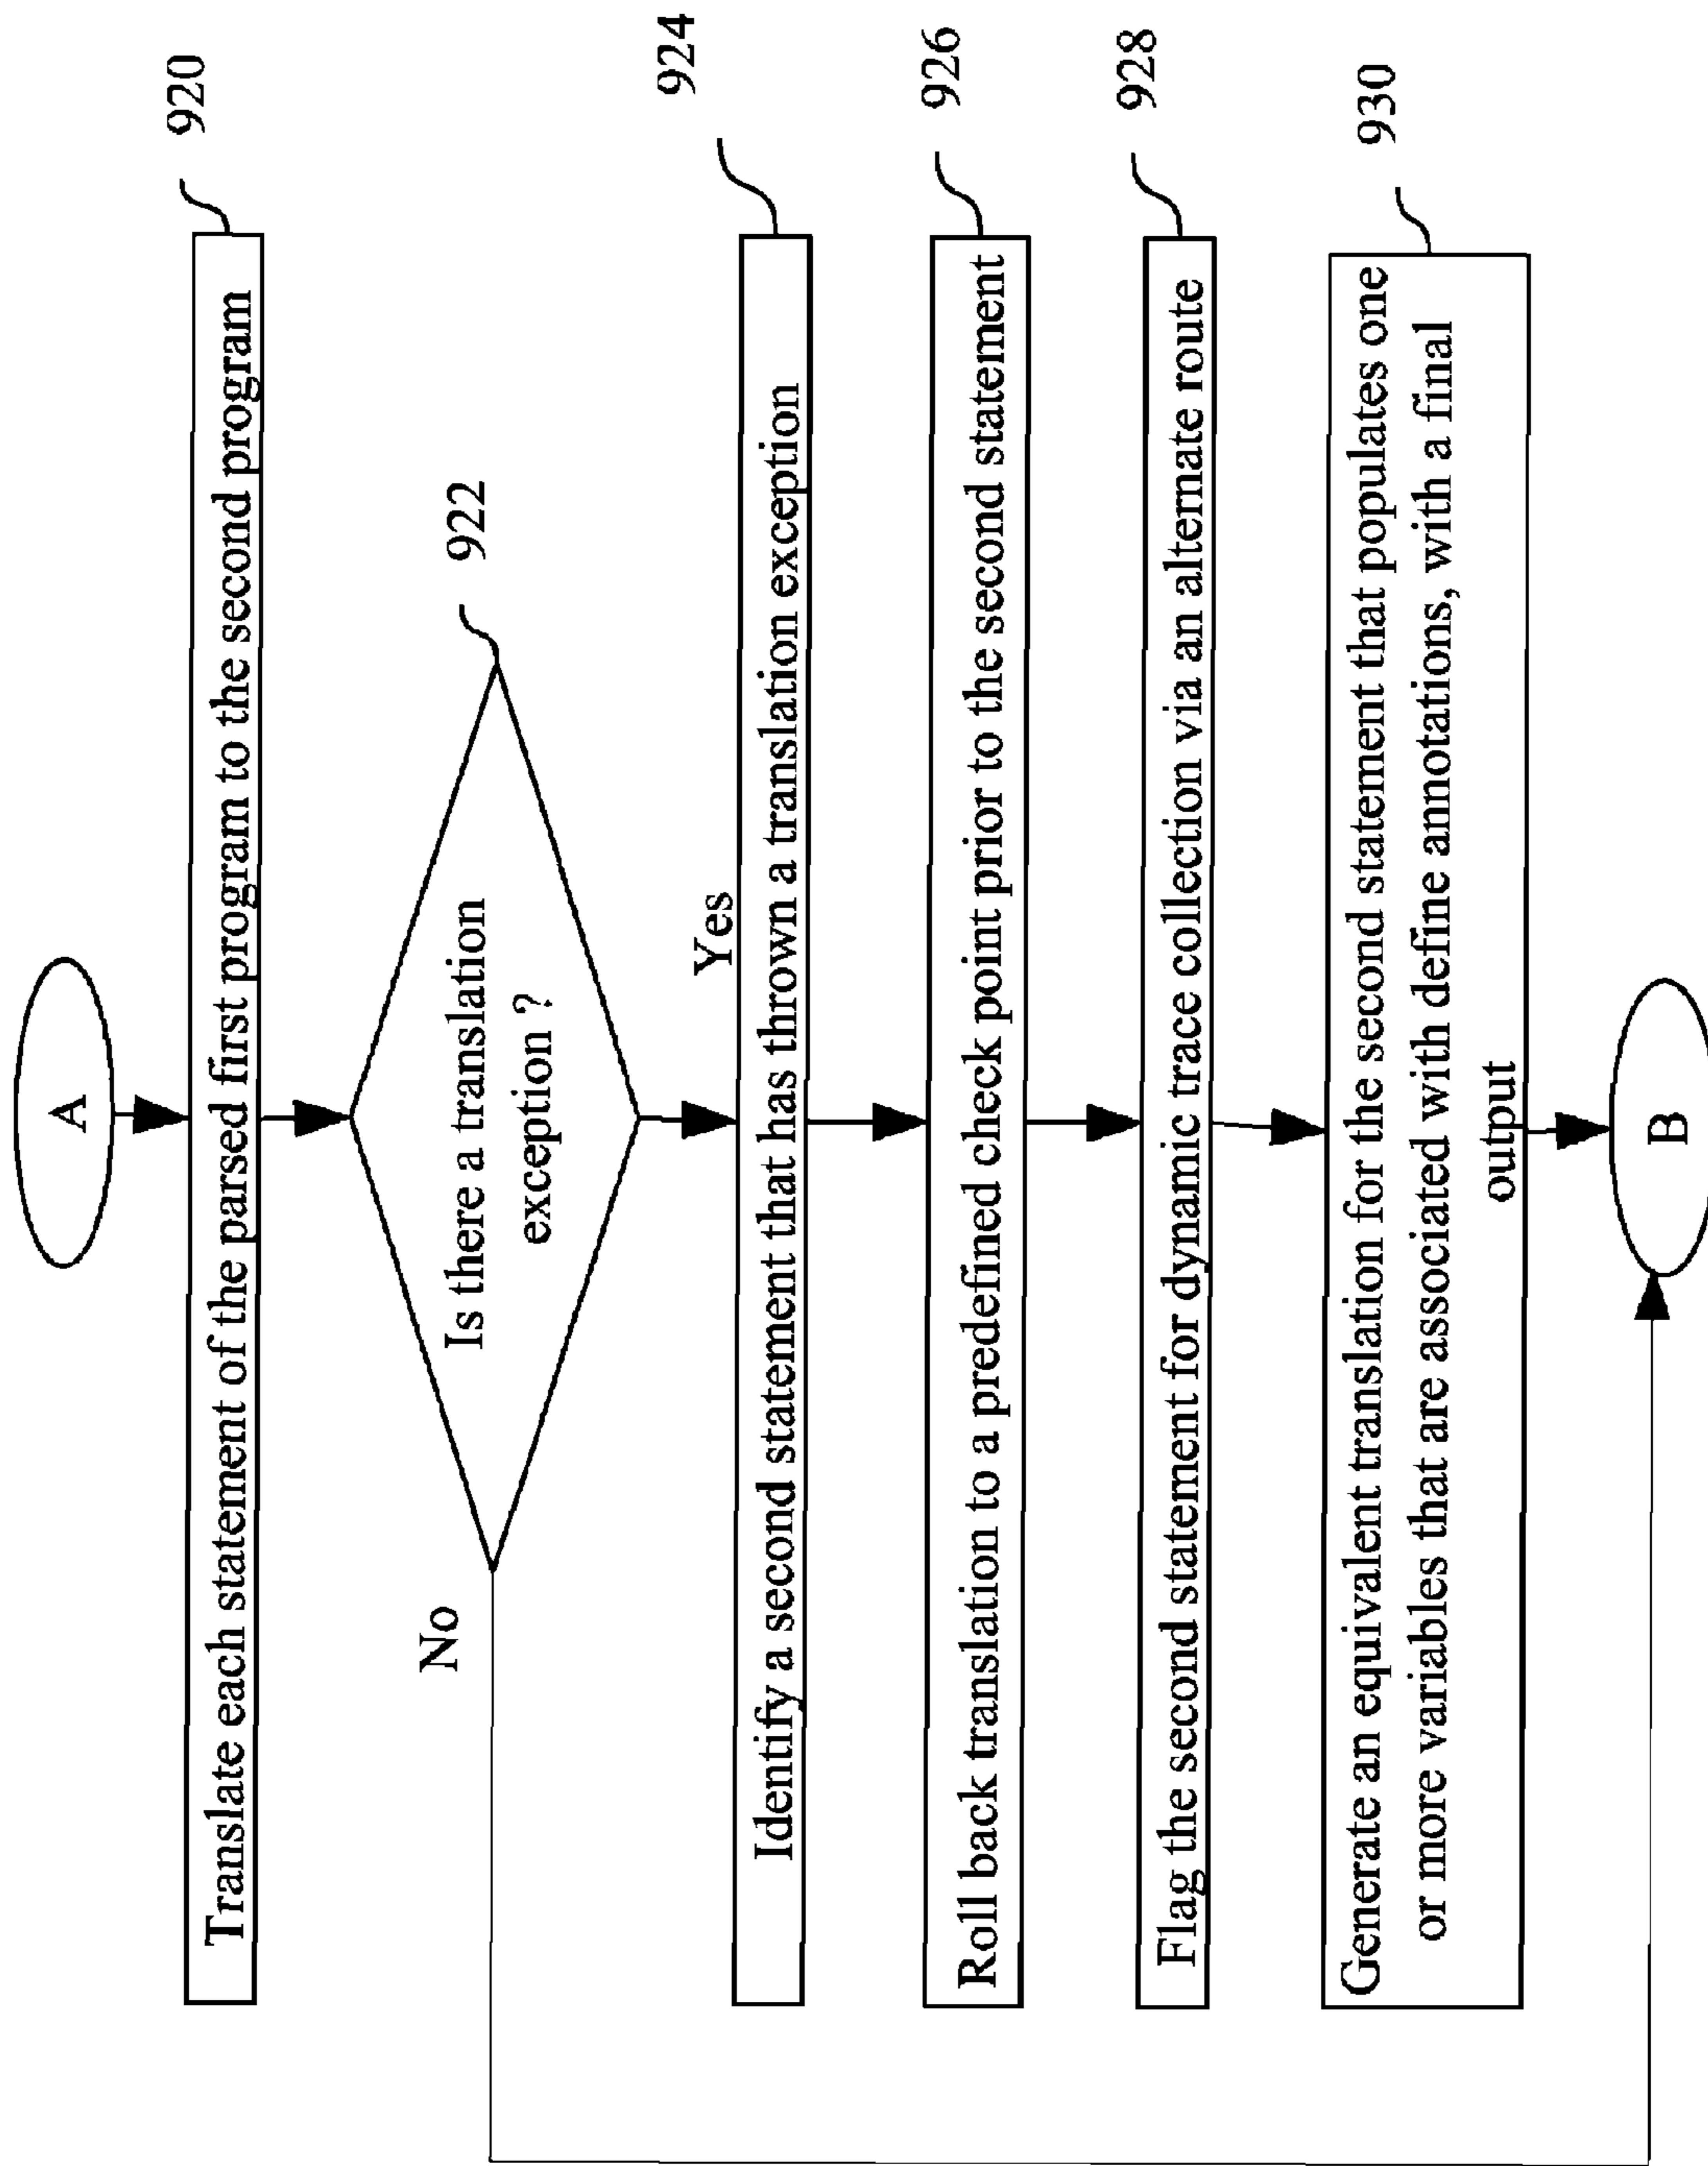 A
920
Translate each statement of the parsed first program to the second program
922
Is there a translation
exception ?
No
Yes
924
Identify a second statement that has thrown a translation exception
926
Roll back translation to a predefined check point prior to the second statement
928
Flag the second statement for dynamic trace collection via an alternate route
930
Generate an equivalent translation for the second statement that populates one
or more variables that are associated with define annotations, with a final
output
B